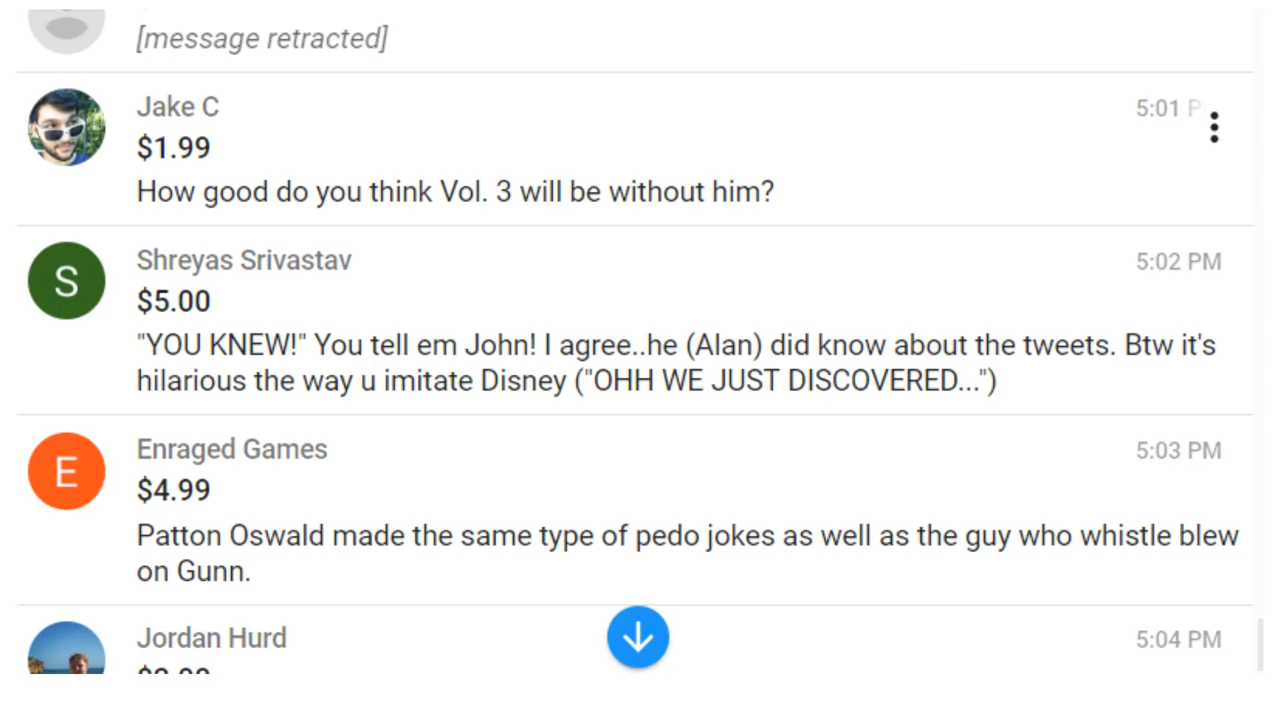 [message retracted]
Jake C
5:01 P
$1.99
How good do you think Vol. 3 will be without him?
S
Shreyas Srivastav
5:02 PM
$5.00
"YOU KNEW!" You tell em John! I agree..he (Alan) did know about the tweets. Btw it's
hilarious the way u imitate Disney ("OHH WE JUST DISCOVERED...")
E
Enraged Games
5:03 PM
$4.99
Patton Oswald made the same type of pedo jokes as well as the guy who whistle blew
on Gunn.
Jordan Hurd
5:04 PM